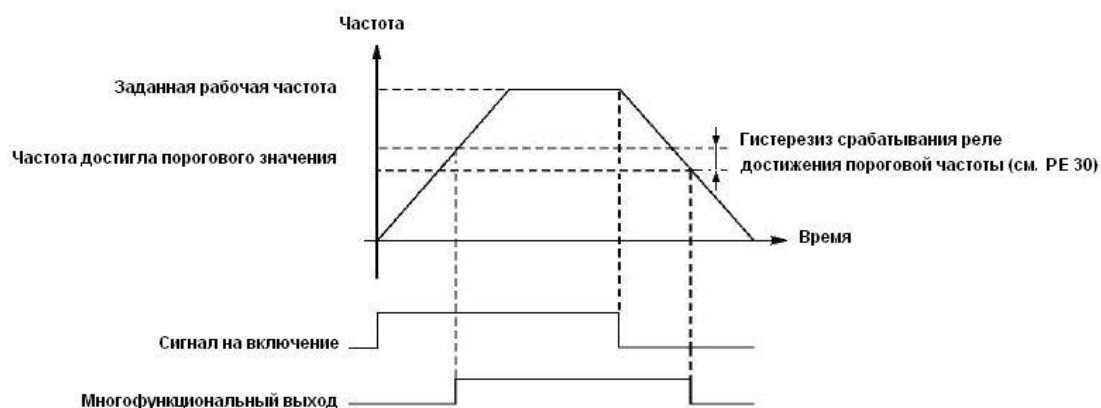 Частота
Заданная рабочая частота
Частота достигла порогового значения
Гистерезиз срабатывания реле
достижения пороговой частоты (см. PE 30)
Время
Сигнал на включение
Многофункциональный выход